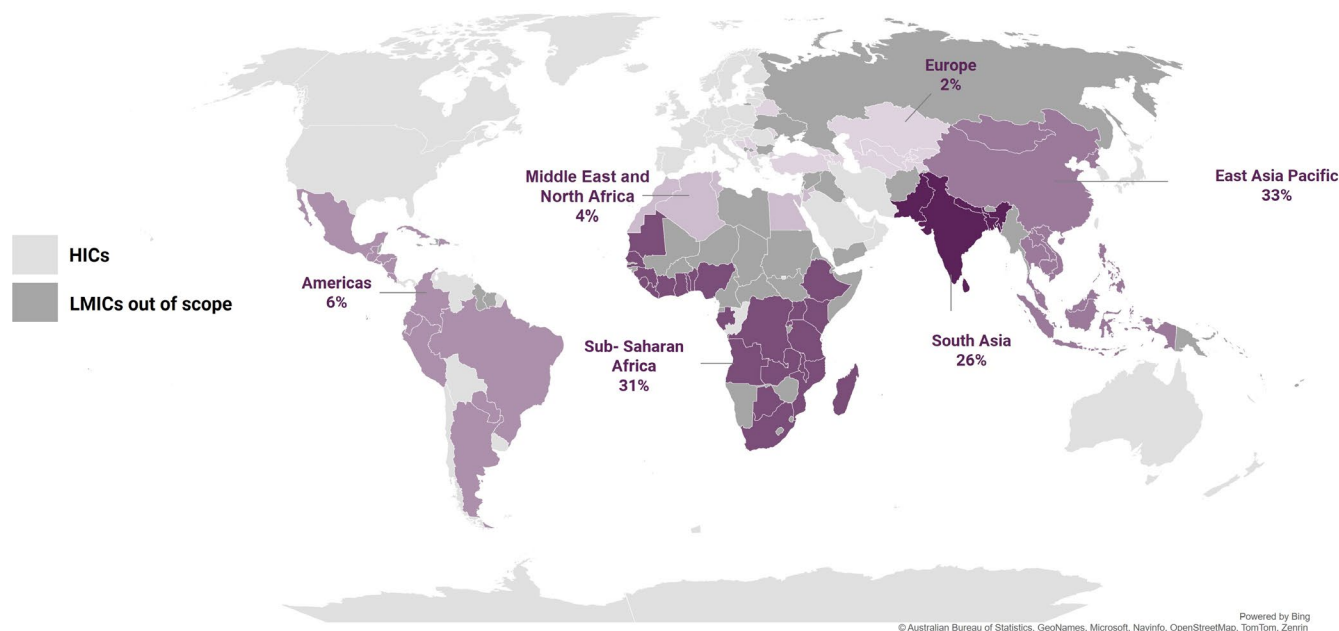 Europe
2%
Middle East and
North Africa
4%
East Asia Pacific
33%
HICs
LMICs out of scope
Americas
6%
Sub- Saharan
Africa
31%
South Asia
26%
Powered by Bing
© Australian Bureau of Statistics, GeoNames, Microsoft, Navinfo, OpenStreetMap, TomTom, Zenrin